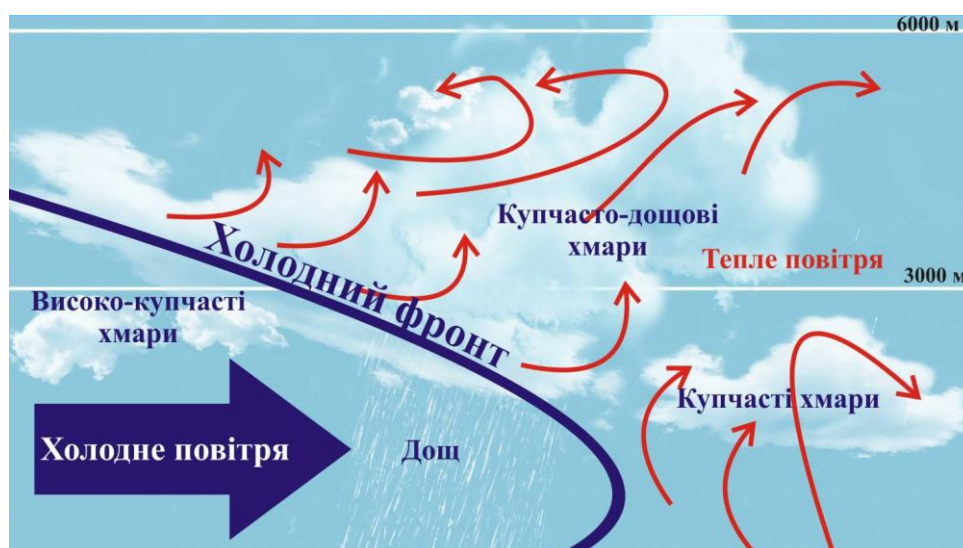 6000 м
Купчасто-дощові
хмари
Тепле повітря
3000 м
Холодний фронт
Високо-купчасті
хмари
Купчасті хмари
Холодне повітря
Дощ